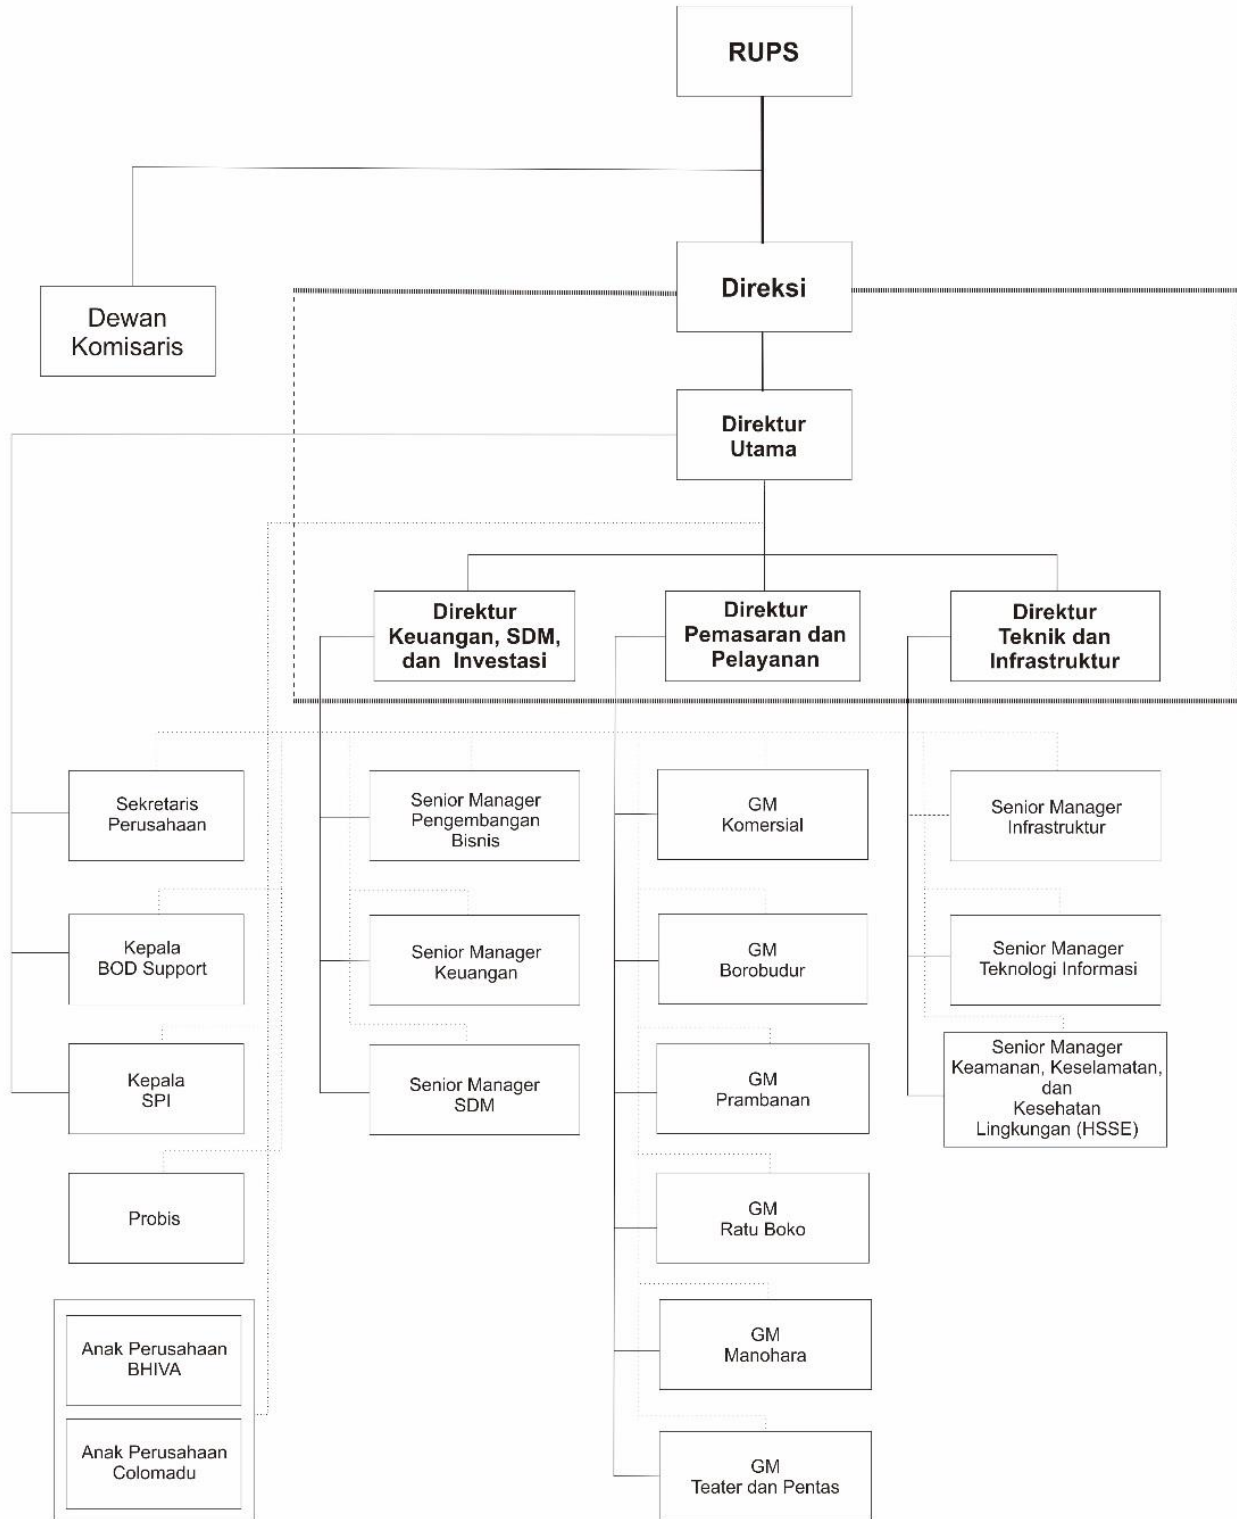 RUPS
Direksi
Dewan
Komisaris
Direktur
Utama
Direktur
Keuangan, SDM,
dan Investasi
Direktur
Pemasaran dan
Pelayanan
Direktur
Teknik dan
Infrastruktur
Sekretaris
Perusahaan
Senior Manager
Pengembangan
Bisnis
GM
Komersial
Senior Manager
Infrastruktur
Kepala
BOD Support
Senior Manager
Keuangan
GM
Borobudur
Senior Manager
Teknologi Informasi
Kepala
SPI
Senior Manager
SDM
GM
Prambanan
Senior Manager
Keamanan, Keselamatan,
dan
Kesehatan
Lingkungan (HSSE)
Probis
GM
Ratu Boko
Anak Perusahaan
BHIVA
GM
Manohara
Anak Perusahaan
Colomadu
GM
Teater dan Pentas